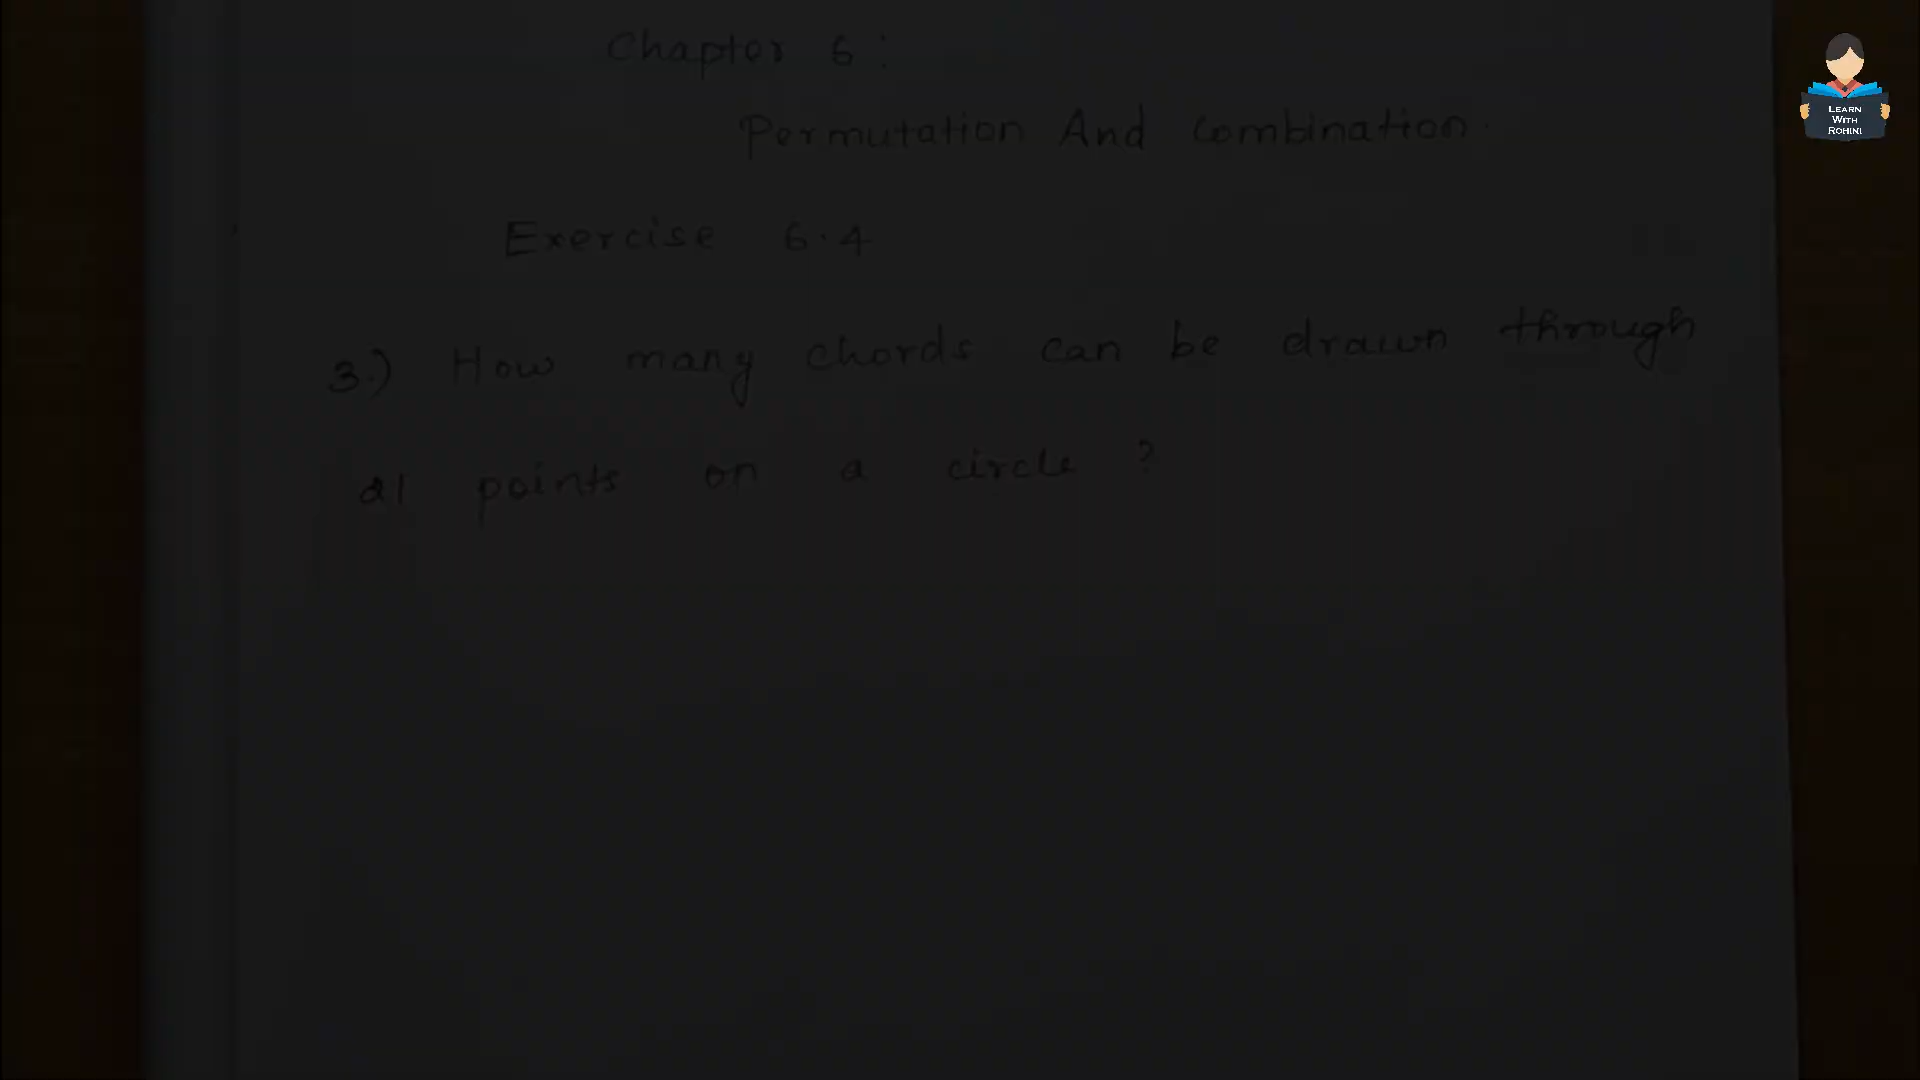 Chapter 6:
Permutation And Combination.
Exercise 6.4
3.) How many chords can be drawn through
21 points on a circle ?
LEARN
WITH
ROHINI